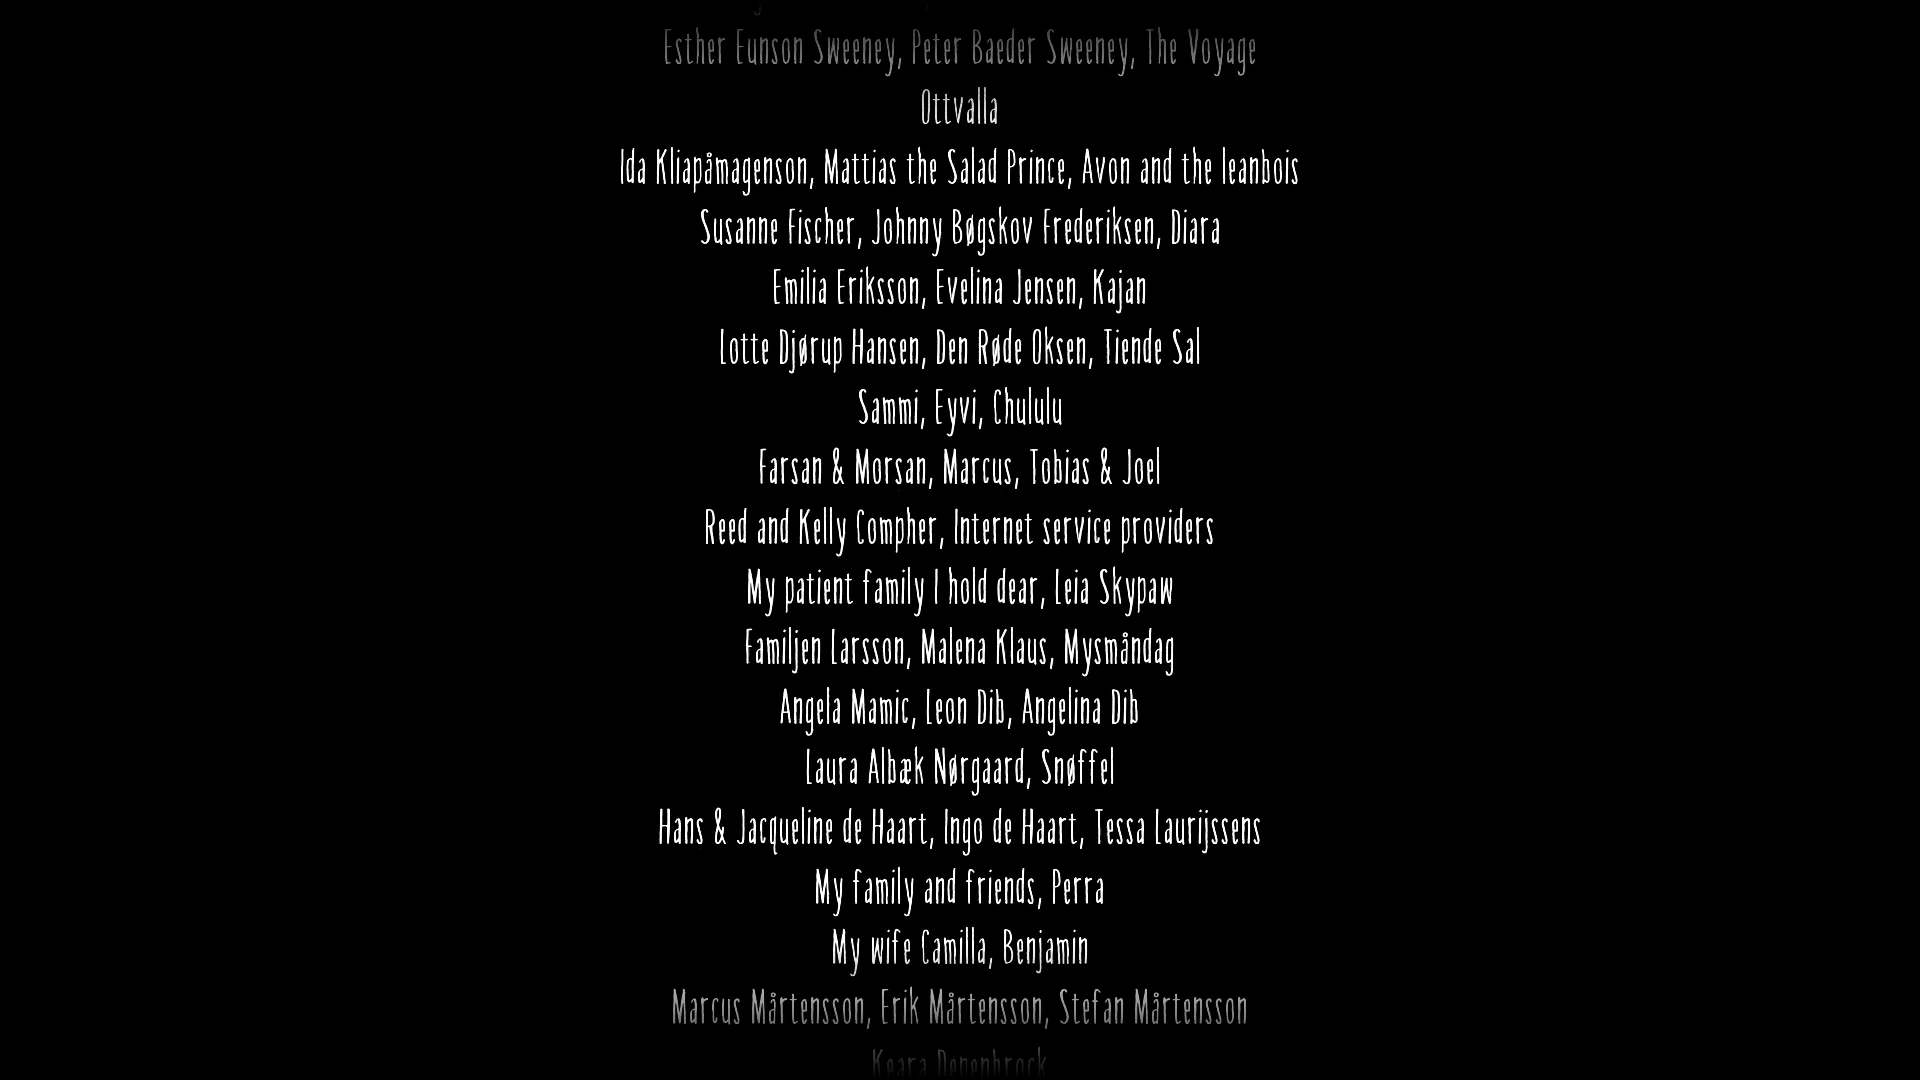 Esther Eunson Sweeney, Peter Baeder Sweeney, The Voyage
Ottvalla
Ida Kliapåmagenson, Mattias the Salad Prince, Avon and the leanbois
Susanne Fischer, Johnny Bøgskov Frederiksen, Diara
Emilia Eriksson, Evelina Jensen, Kajan
Lotte Djørup Hansen, Den Røde Oksen, Tiende Sal
Sammi, Eyvi, Chululu
Farsan & Morsan, Marcus, Tobias & Joel
Reed and Kelly Compher, Internet service providers
My patient family I hold dear, Leia Skypaw
Familjen Larsson, Malena Klaus, Mysmåndag
Angela Mamic, Leon Dib, Angelina Dib
Laura Albæk Nørgaard, Snøffel
Hans & Jacqueline de Haart, Ingo de Haart, Tessa Laurijssens
My family and friends, Perra
My wife Camilla, Benjamin
Marcus Mårtensson, Erik Mårtensson, Stefan Mårtensson
Keara